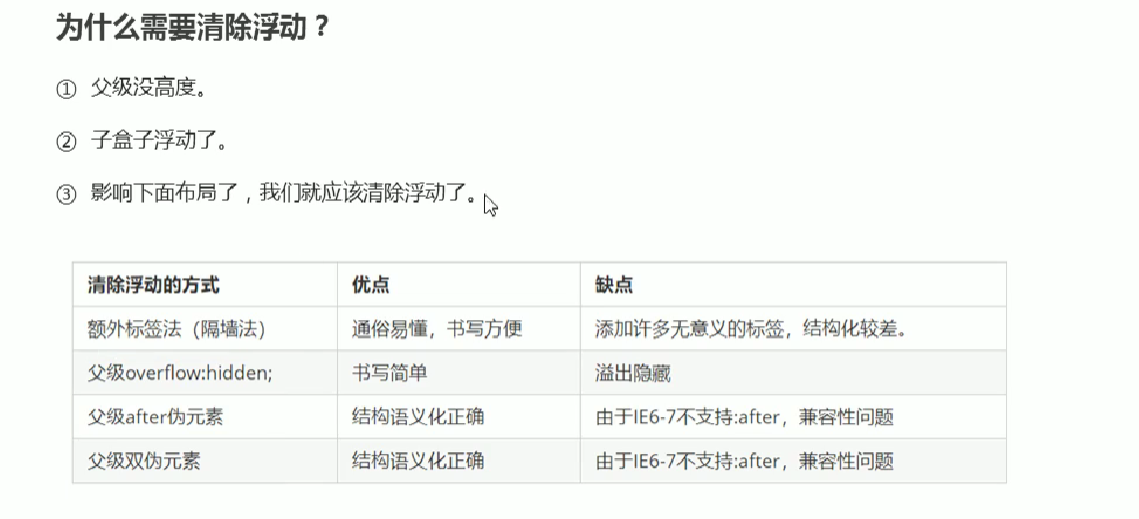 为什么需要清除浮动？
① 父级没高度。
② 子盒子浮动了。
③ 影响下面布局了，我们就应该清除浮动了。
清除浮动的方式 优点 缺点
额外标签法（隔墙法） 通俗易懂，书写方便 添加许多无意义的标签，结构化较差。
父级overflow:hidden; 书写简单 溢出隐藏
父级after伪元素 结构语义化正确 由于IE6-7不支持:after，兼容性问题
父级双伪元素 结构语义化正确 由于IE6-7不支持:after，兼容性问题